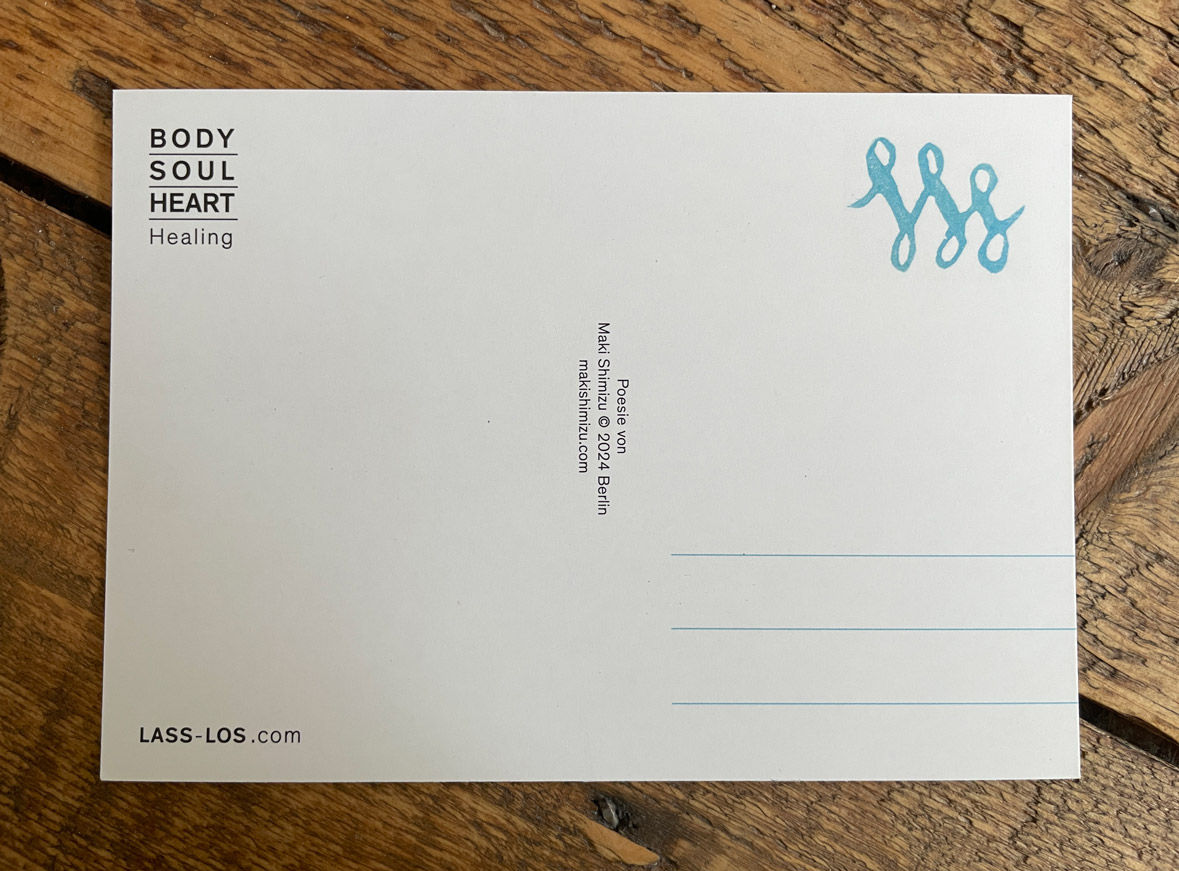 BODY
SOUL
HEART
Healing
Poesie von
Maki Shimizu © 2024 Berlin
makishimizu.com
LASS-LOS.com